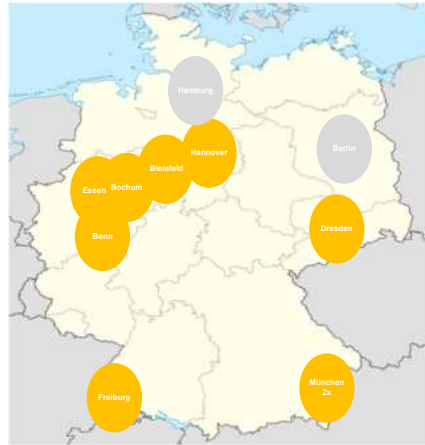 Hamburg
Berlin
Hannover
Bielefeld
Bochum
Essen
Dresden
Bonn
München
2x
Freiburg